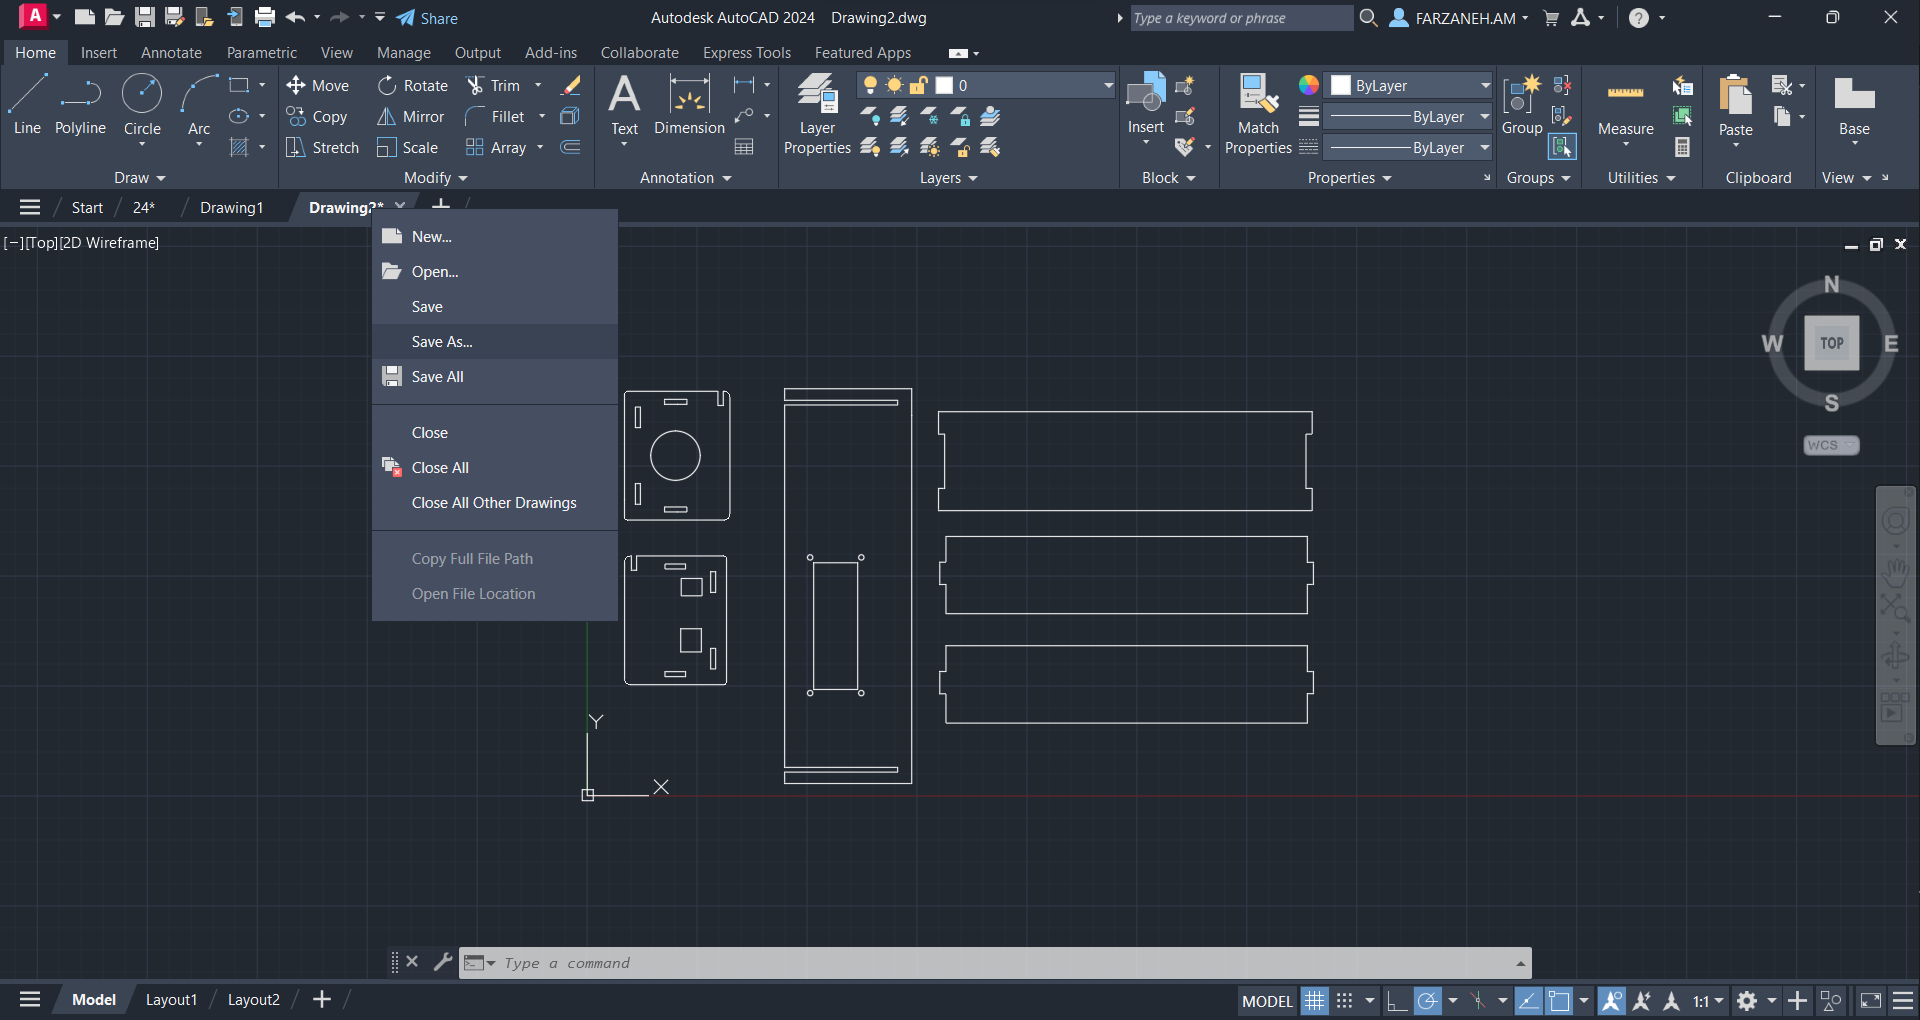 A
Share
Autodesk AutoCAD 2024 Drawing2.dwg
Type a keyword or phrase
FARZANEH.AM
?
Home Insert Annotate Parametric View Manage Output Add-ins Collaborate Express Tools Featured Apps
Line
Polyline
Circle
Arc
Draw
Move
Rotate
Trim
Copy
Mirror
Fillet
Stretch
Scale
Array
Modify
A
Text
Dimension
Annotation
Layer
Properties
0
Layers
Insert
Block
Match
Properties
ByLayer
ByLayer
ByLayer
Properties
Group
Groups
Measure
Utilities
Paste
Clipboard
Base
View
Start
24*
Drawing1
Drawing2*
[−][Top][2D Wireframe]
New...
Open...
Save
Save As...
Save All
Close
Close All
Close All Other Drawings
Copy Full File Path
Open File Location
N
W
TOP
E
S
WCS
Y
X
Type a command
Model
Layout1
Layout2
MODEL
1:1